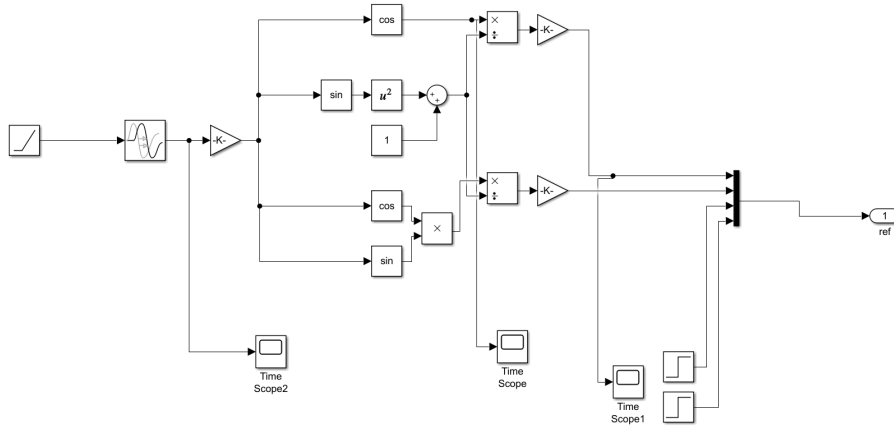 cos
×
÷
-K-
sin
u²
+
+
1
-K-
×
÷
-K-
cos
×
sin
1
ref
Time
Scope2
Time
Scope
Time
Scope1